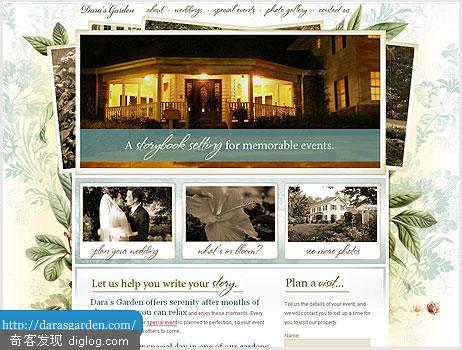 Dara's Garden about · weddings · special events · photo gallery · contact us
A storybook setting for memorable events.
plan your wedding
what's in bloom?
see more photos
Let us help you write your story...
Dara's Garden offers serenity after months of
you can relax and enjoy these moments. Every
special event is planned to perfection, so your event
others to come.
special day in one of our gardens
Plan a visit...
Tell us the details of your event, and
we will contact you to set up a time for
you to visit our property.
Name
http://darasgarden.com/
奇客发现 diglog.com